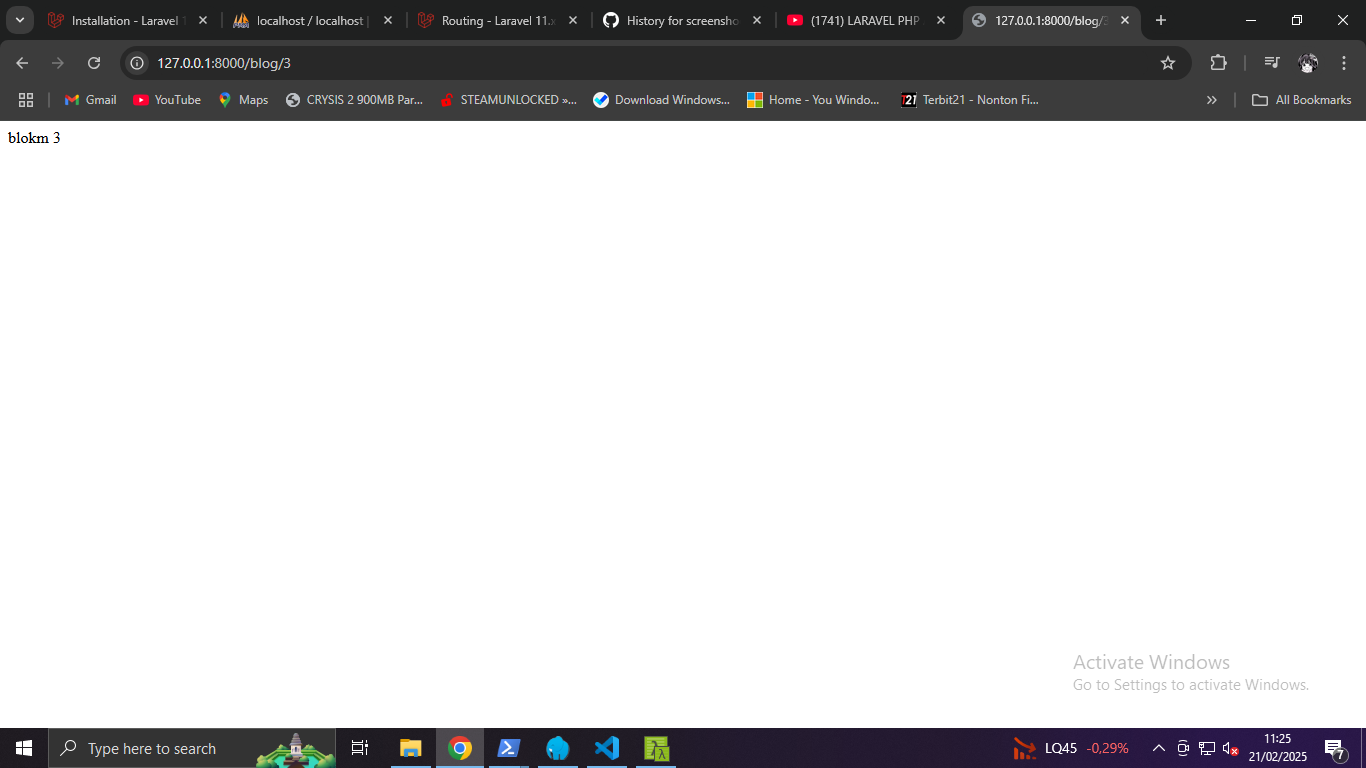 Installation - Laravel 1
localhost / localhost |
Routing - Laravel 11.x
History for screensho
(1741) LARAVEL PHP
127.0.0.1:8000/blog/3
127.0.0.1:8000/blog/3
Gmail
YouTube
Maps
CRYSIS 2 900MB Par...
STEAMUNLOCKED »...
Download Windows...
Home - You Windo...
T21
Terbit21 - Nonton Fi...
»
All Bookmarks
blokm 3
Activate Windows
Go to Settings to activate Windows.
Type here to search
LQ45 -0,29%
11:25
21/02/2025
7